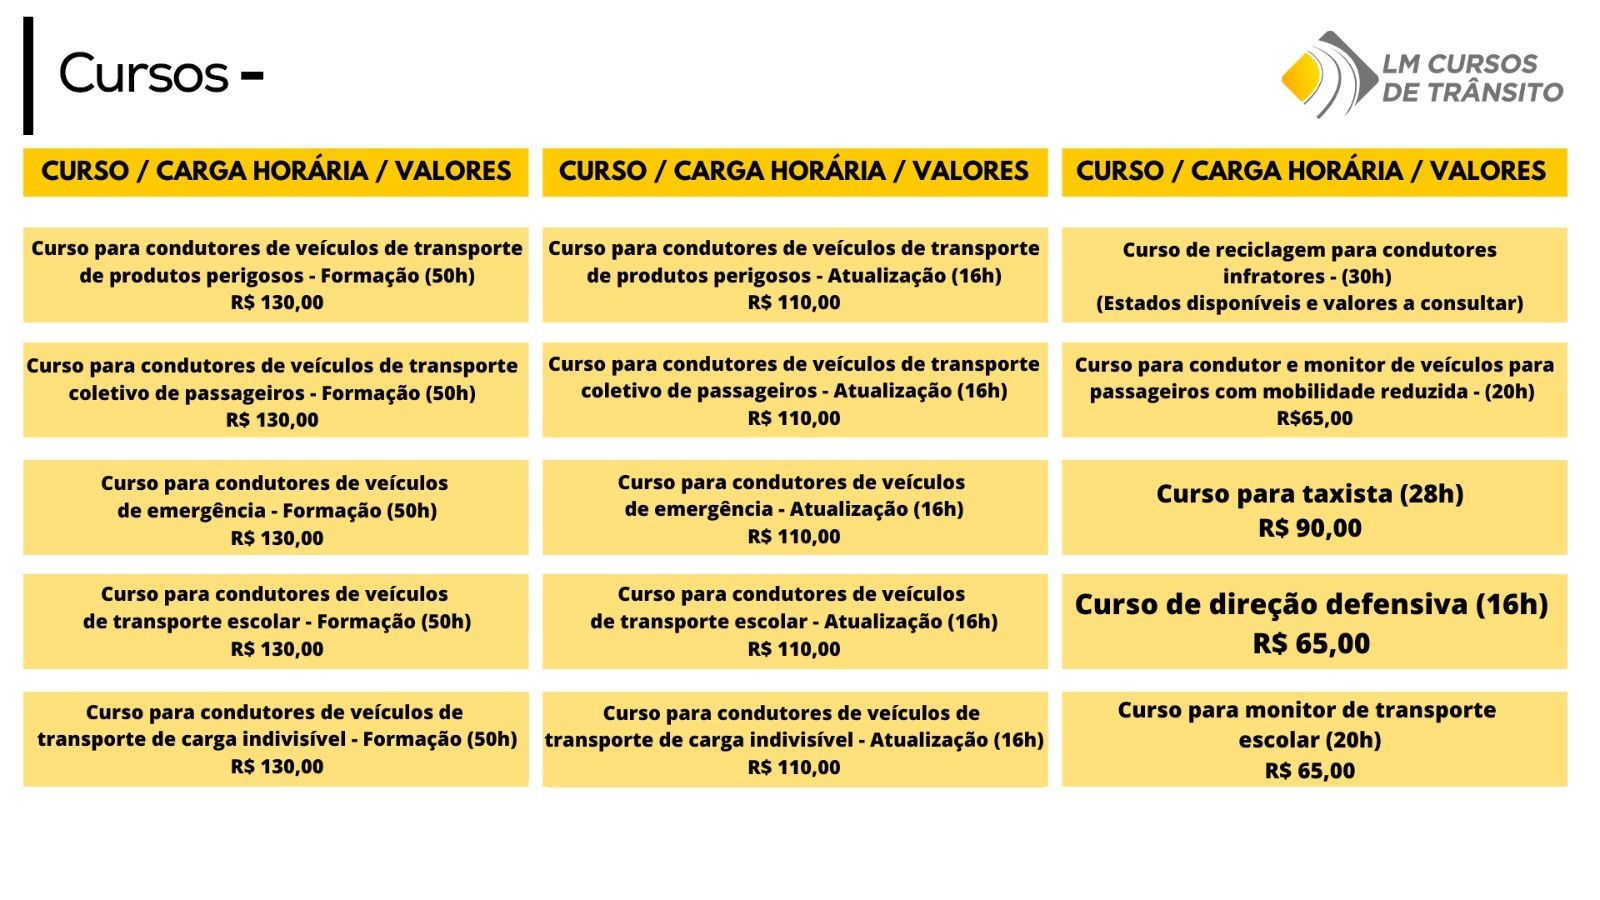 Cursos -
LM CURSOS
DE TRÂNSITO
CURSO / CARGA HORÁRIA / VALORES
Curso para condutores de veículos de transporte
de produtos perigosos - Formação (50h)
R$ 130,00
Curso para condutores de veículos de transporte
coletivo de passageiros - Formação (50h)
R$ 130,00
Curso para condutores de veículos
de emergência - Formação (50h)
R$ 130,00
Curso para condutores de veículos
de transporte escolar - Formação (50h)
R$ 130,00
Curso para condutores de veículos de
transporte de carga indivisível - Formação (50h)
R$ 130,00
CURSO / CARGA HORÁRIA / VALORES
Curso para condutores de veículos de transporte
de produtos perigosos - Atualização (16h)
R$ 110,00
Curso para condutores de veículos de transporte
coletivo de passageiros - Atualização (16h)
R$ 110,00
Curso para condutores de veículos
de emergência - Atualização (16h)
R$ 110,00
Curso para condutores de veículos
de transporte escolar - Atualização (16h)
R$ 110,00
Curso para condutores de veículos de
transporte de carga indivisível - Atualização (16h)
R$ 110,00
CURSO / CARGA HORÁRIA / VALORES
Curso de reciclagem para condutores
infratores - (30h)
(Estados disponíveis e valores a consultar)
Curso para condutor e monitor de veículos para
passageiros com mobilidade reduzida - (20h)
R$65,00
Curso para taxista (28h)
R$ 90,00
Curso de direção defensiva (16h)
R$ 65,00
Curso para monitor de transporte
escolar (20h)
R$ 65,00